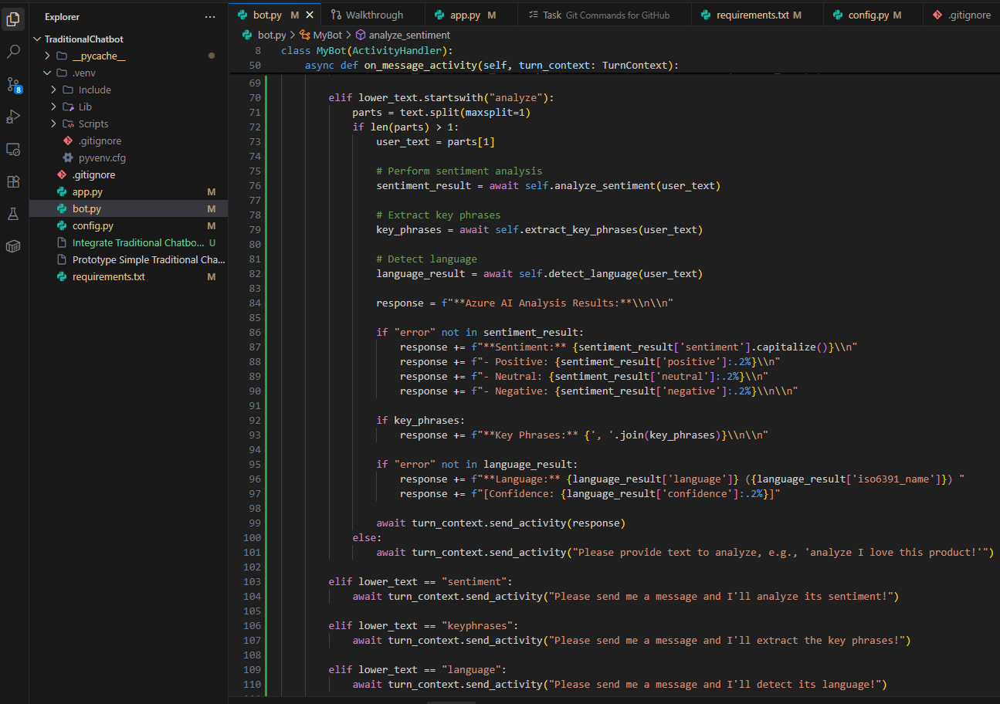 Explorer
TraditionalChatbot
__pycache__
.venv
Include
Lib
Scripts
.gitignore
pyvenv.cfg
.gitignore
app.py M
bot.py M
config.py M
Integrate Traditional Chatbo... U
Prototype Simple Traditional Cha...
requirements.txt M
8
bot.py M
Walkthrough
app.py M
Task Git Commands for GitHub
requirements.txt M
config.py M
.gitignore
bot.py > MyBot > analyze_sentiment
8 class MyBot(ActivityHandler):
50 async def on_message_activity(self, turn_context: TurnContext):
69
70 elif lower_text.startswith("analyze"):
71 parts = text.split(maxsplit=1)
72 if len(parts) > 1:
73 user_text = parts[1]
74
75 # Perform sentiment analysis
76 sentiment_result = await self.analyze_sentiment(user_text)
77
78 # Extract key phrases
79 key_phrases = await self.extract_key_phrases(user_text)
80
81 # Detect language
82 language_result = await self.detect_language(user_text)
83
84 response = f"**Azure AI Analysis Results:**\\n\\n"
85
86 if "error" not in sentiment_result:
87 response += f"**Sentiment:** {sentiment_result['sentiment'].capitalize()}\\n"
88 response += f"- Positive: {sentiment_result['positive']:.2%}\\n"
89 response += f"- Neutral: {sentiment_result['neutral']:.2%}\\n"
90 response += f"- Negative: {sentiment_result['negative']:.2%}\\n\\n"
91
92 if key_phrases:
93 response += f"**Key Phrases:** {', '.join(key_phrases)}\\n\\n"
94
95 if "error" not in language_result:
96 response += f"**Language:** {language_result['language']} ({language_result['iso6391_name']}) "
97 response += f"[Confidence: {language_result['confidence']:.2%}]"
98
99 await turn_context.send_activity(response)
100 else:
101 await turn_context.send_activity("Please provide text to analyze, e.g., 'analyze I love this product!'")
102
103 elif lower_text == "sentiment":
104 await turn_context.send_activity("Please send me a message and I'll analyze its sentiment!")
105
106 elif lower_text == "keyphrases":
107 await turn_context.send_activity("Please send me a message and I'll extract the key phrases!")
108
109 elif lower_text == "language":
110 await turn_context.send_activity("Please send me a message and I'll detect its language!")